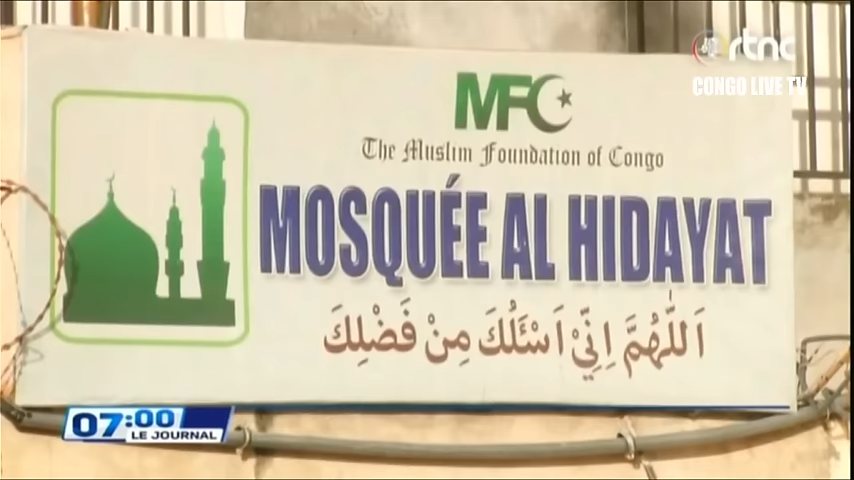 rtnc
CONGO LIVE TV
MFC
The Muslim Foundation of Congo
MOSQUÉE AL HIDAYAT
اَللّٰهُمَّ اِنِّيْ اَسْئَلُكَ مِنْ فَضْلِكَ
07:00
LE JOURNAL